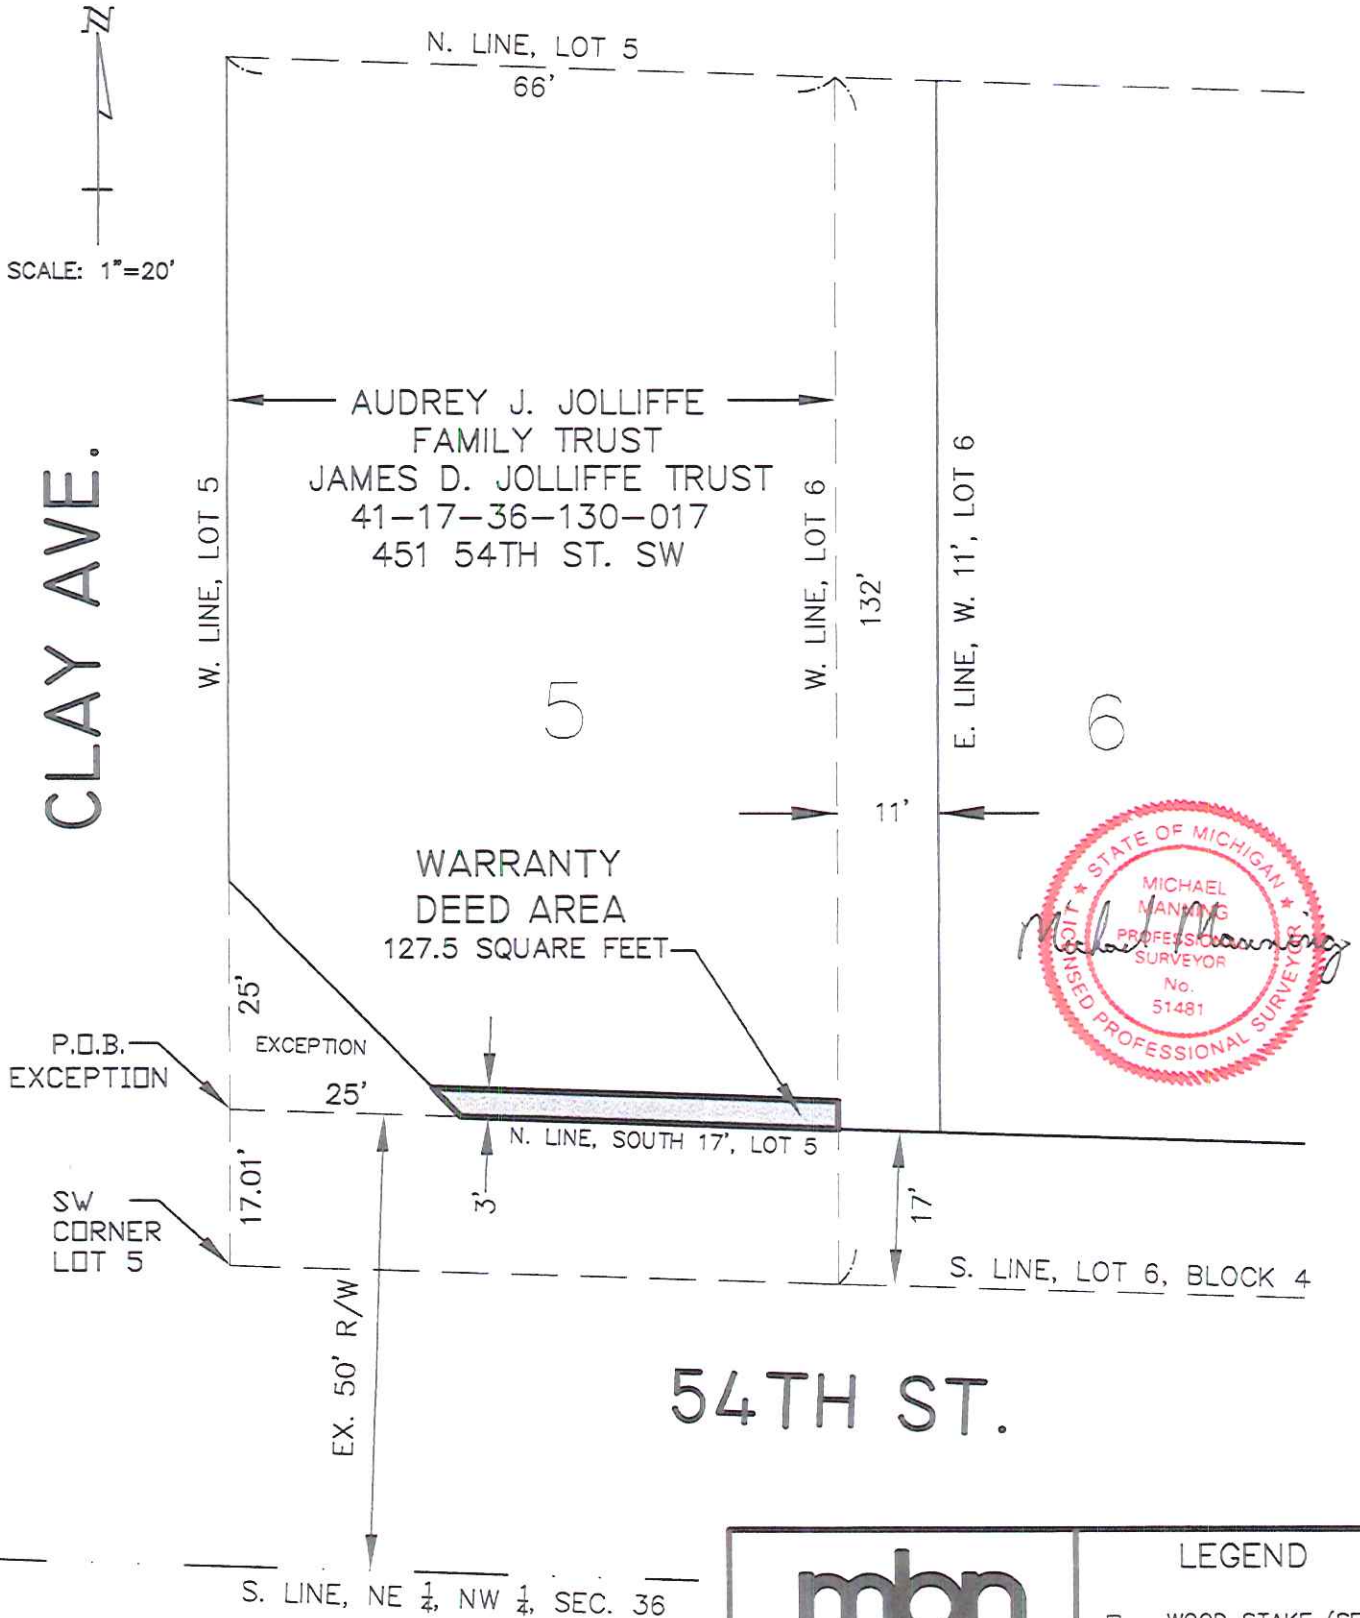 N
N. LINE, LOT 5
66'
SCALE: 1"=20'
AUDREY J. JOLLIFFE
FAMILY TRUST
JAMES D. JOLLIFFE TRUST
41-17-36-130-017
451 54TH ST. SW
CLAY AVE.
W. LINE, LOT 5
W. LINE, LOT 6
132'
E. LINE, W. 11', LOT 6
5
6
11'
WARRANTY
DEED AREA
127.5 SQUARE FEET
STATE OF MICHIGAN
LICENSED PROFESSIONAL SURVEYOR
MICHAEL
MANNING
PROFESSIONAL
SURVEYOR
No.
51481
Michael Manning
25'
P.O.B.
EXCEPTION
EXCEPTION
25'
N. LINE, SOUTH 17', LOT 5
17.01'
3'
17'
SW
CORNER
LOT 5
S. LINE, LOT 6, BLOCK 4
EX. 50' R/W
54TH ST.
S. LINE, NE 1/4, NW 1/4, SEC. 36
mbn
LEGEND